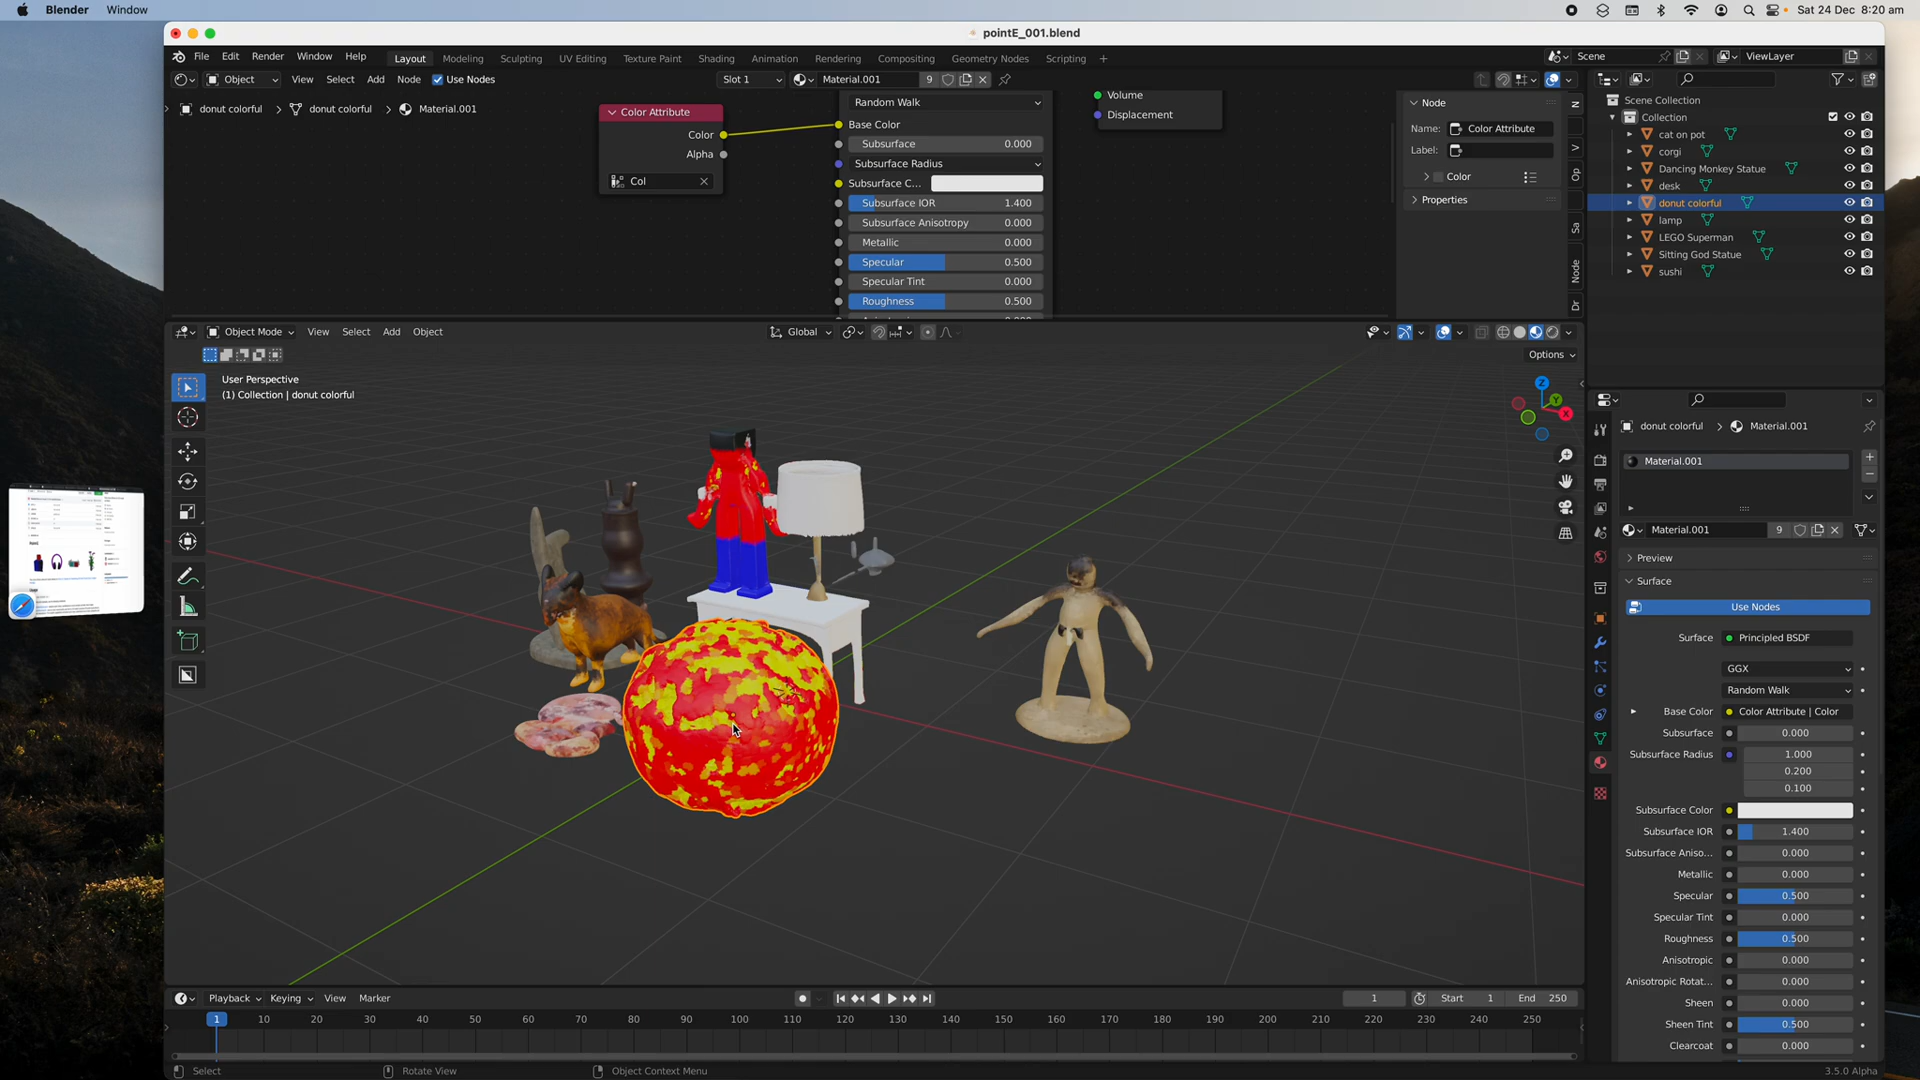 Blender Window Sat 24 Dec 8:20 am
pointE_001.blend
File Edit Render Window Help Layout Modeling Sculpting UV Editing Texture Paint Shading Animation Rendering Compositing Geometry Nodes Scripting + Scene ViewLayer
Object View Select Add Node Use Nodes Slot 1 Material.001 9
donut colorful > donut colorful > Material.001
Color Attribute
Color
Alpha
Col
Random Walk
Base Color
Subsurface 0.000
Subsurface Radius
Subsurface C...
Subsurface IOR 1.400
Subsurface Anisotropy 0.000
Metallic 0.000
Specular 0.500
Specular Tint 0.000
Roughness 0.500
Volume
Displacement
Node
Name: Color Attribute
Label:
Color
Properties
N
V
Op
Sa
Node
Dr
Scene Collection
Collection
cat on pot
corgi
Dancing Monkey Statue
desk
donut colorful
lamp
LEGO Superman
Sitting God Statue
sushi
Object Mode View Select Add Object Global
Options
User Perspective
(1) Collection | donut colorful
Z
Y
X
donut colorful > Material.001
Material.001
Material.001 9
Preview
Surface
Use Nodes
Surface Principled BSDF
GGX
Random Walk
Base Color Color Attribute | Color
Subsurface 0.000
Subsurface Radius 1.000
0.200
0.100
Subsurface Color
Subsurface IOR 1.400
Subsurface Aniso... 0.000
Metallic 0.000
Specular 0.500
Specular Tint 0.000
Roughness 0.500
Anisotropic 0.000
Anisotropic Rotat... 0.000
Sheen 0.000
Sheen Tint 0.500
Clearcoat 0.000
Playback Keying View Marker 1 Start 1 End 250
1 10 20 30 40 50 60 70 80 90 100 110 120 130 140 150 160 170 180 190 200 210 220 230 240 250
Select Rotate View Object Context Menu 3.5.0 Alpha